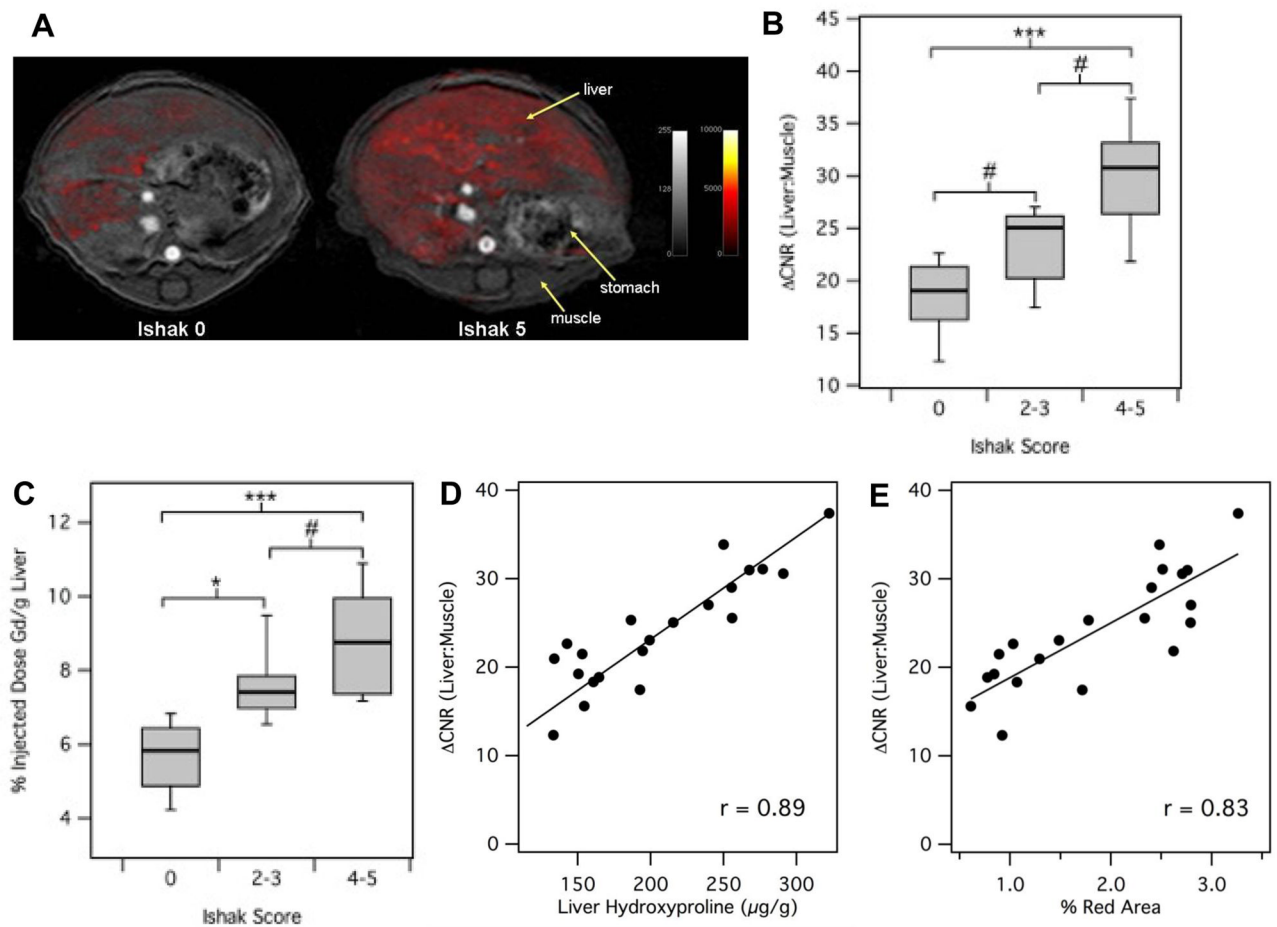 A
liver
255
10000
128
5000
0
0
stomach
muscle
Ishak 0
Ishak 5
B
45
40
35
30
25
20
15
10
ΔCNR (Liver:Muscle)
***
#
#
0
2-3
4-5
Ishak Score
C
12
10
8
6
4
% Injected Dose Gd/g Liver
***
#
*
0
2-3
4-5
Ishak Score
D
40
30
20
10
0
ΔCNR (Liver:Muscle)
r = 0.89
150
200
250
300
Liver Hydroxyproline (µg/g)
E
40
30
20
10
0
ΔCNR (Liver:Muscle)
r = 0.83
1.0
2.0
3.0
% Red Area